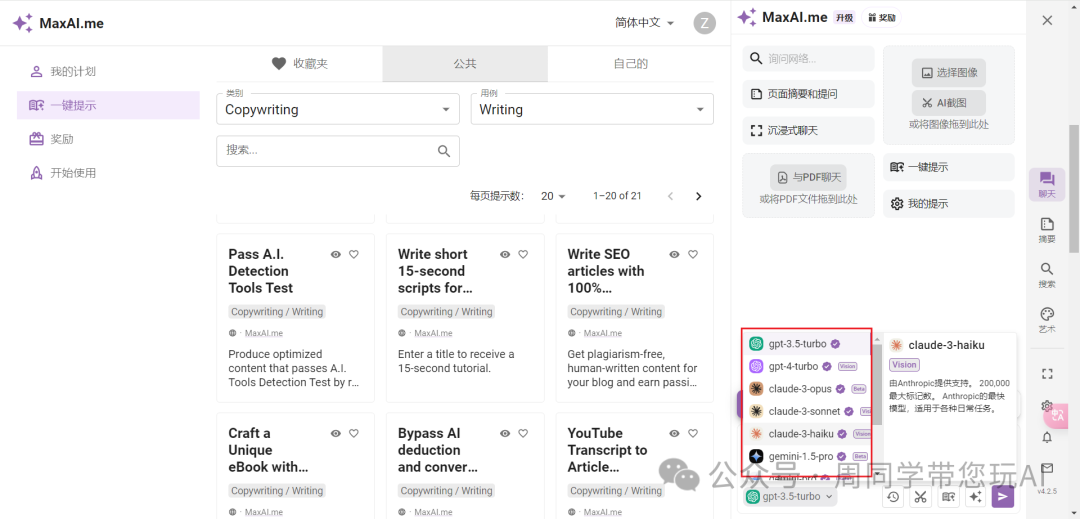 MaxAI.me
简体中文
Z
我的计划
一键提示
奖励
开始使用
收藏夹
公共
自己的
类别
Copywriting
用例
Writing
搜索...
每页提示数:
20
1–20 of 21
Pass A.I.
Detection
Tools Test
Copywriting / Writing
· MaxAI.me
Produce optimized
content that passes A.I.
Tools Detection Test by r...
Write short
15-second
scripts for...
Copywriting / Writing
· MaxAI.me
Enter a title to receive a
15-second tutorial.
Write SEO
articles with
100%...
Copywriting / Writing
· MaxAI.me
Get plagiarism-free,
human-written content for
your blog and earn passi...
Craft a
Unique
eBook with...
Copywriting / Writing
· MaxAI.me
Bypass AI
deduction
and conver...
Copywriting / Writing
· MaxAI.me
YouTube
Transcript to
Article...
Copywriting / Writing
· MaxAI.me
MaxAI.me
升级
奖励
询问网络...
页面摘要和提问
沉浸式聊天
与PDF聊天
或将PDF文件拖到此处
选择图像
AI截图
或将图像拖到此处
一键提示
我的提示
gpt-3.5-turbo
gpt-4-turbo Vision
claude-3-opus Beta
claude-3-sonnet
claude-3-haiku Vision
gemini-1.5-pro Beta
claude-3-haiku
Vision
由Anthropic提供支持。 200,000
最大标记数。 Anthropic的最快
模型，适用于各种日常任务。
gpt-3.5-turbo
聊天
摘要
搜索
艺术
v4.2.5
公众号 · 周同学带您玩AI